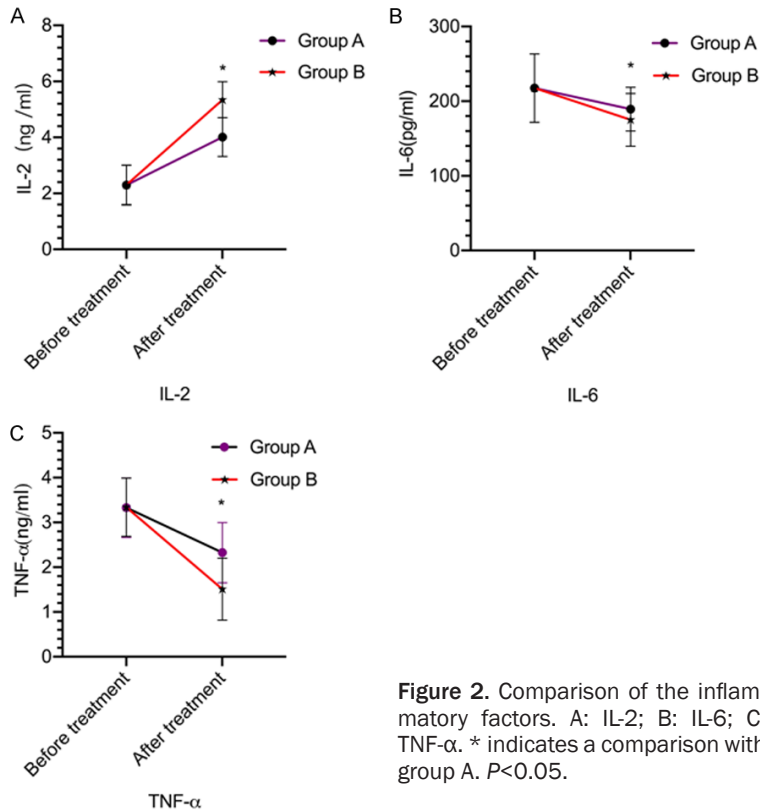 A
8
6
4
2
0
IL-2 (ng /ml)
Group A
Group B
*
Before treatment
After treatment
IL-2
B
300
200
100
0
IL-6(pg/ml)
Group A
Group B
*
Before treatment
After treatment
IL-6
C
5
4
3
2
1
0
TNF-α(ng/ml)
Group A
Group B
*
Before treatment
After treatment
TNF-α
Figure 2. Comparison of the inflam-
matory factors. A: IL-2; B: IL-6; C:
TNF-α. * indicates a comparison with
group A. P<0.05.